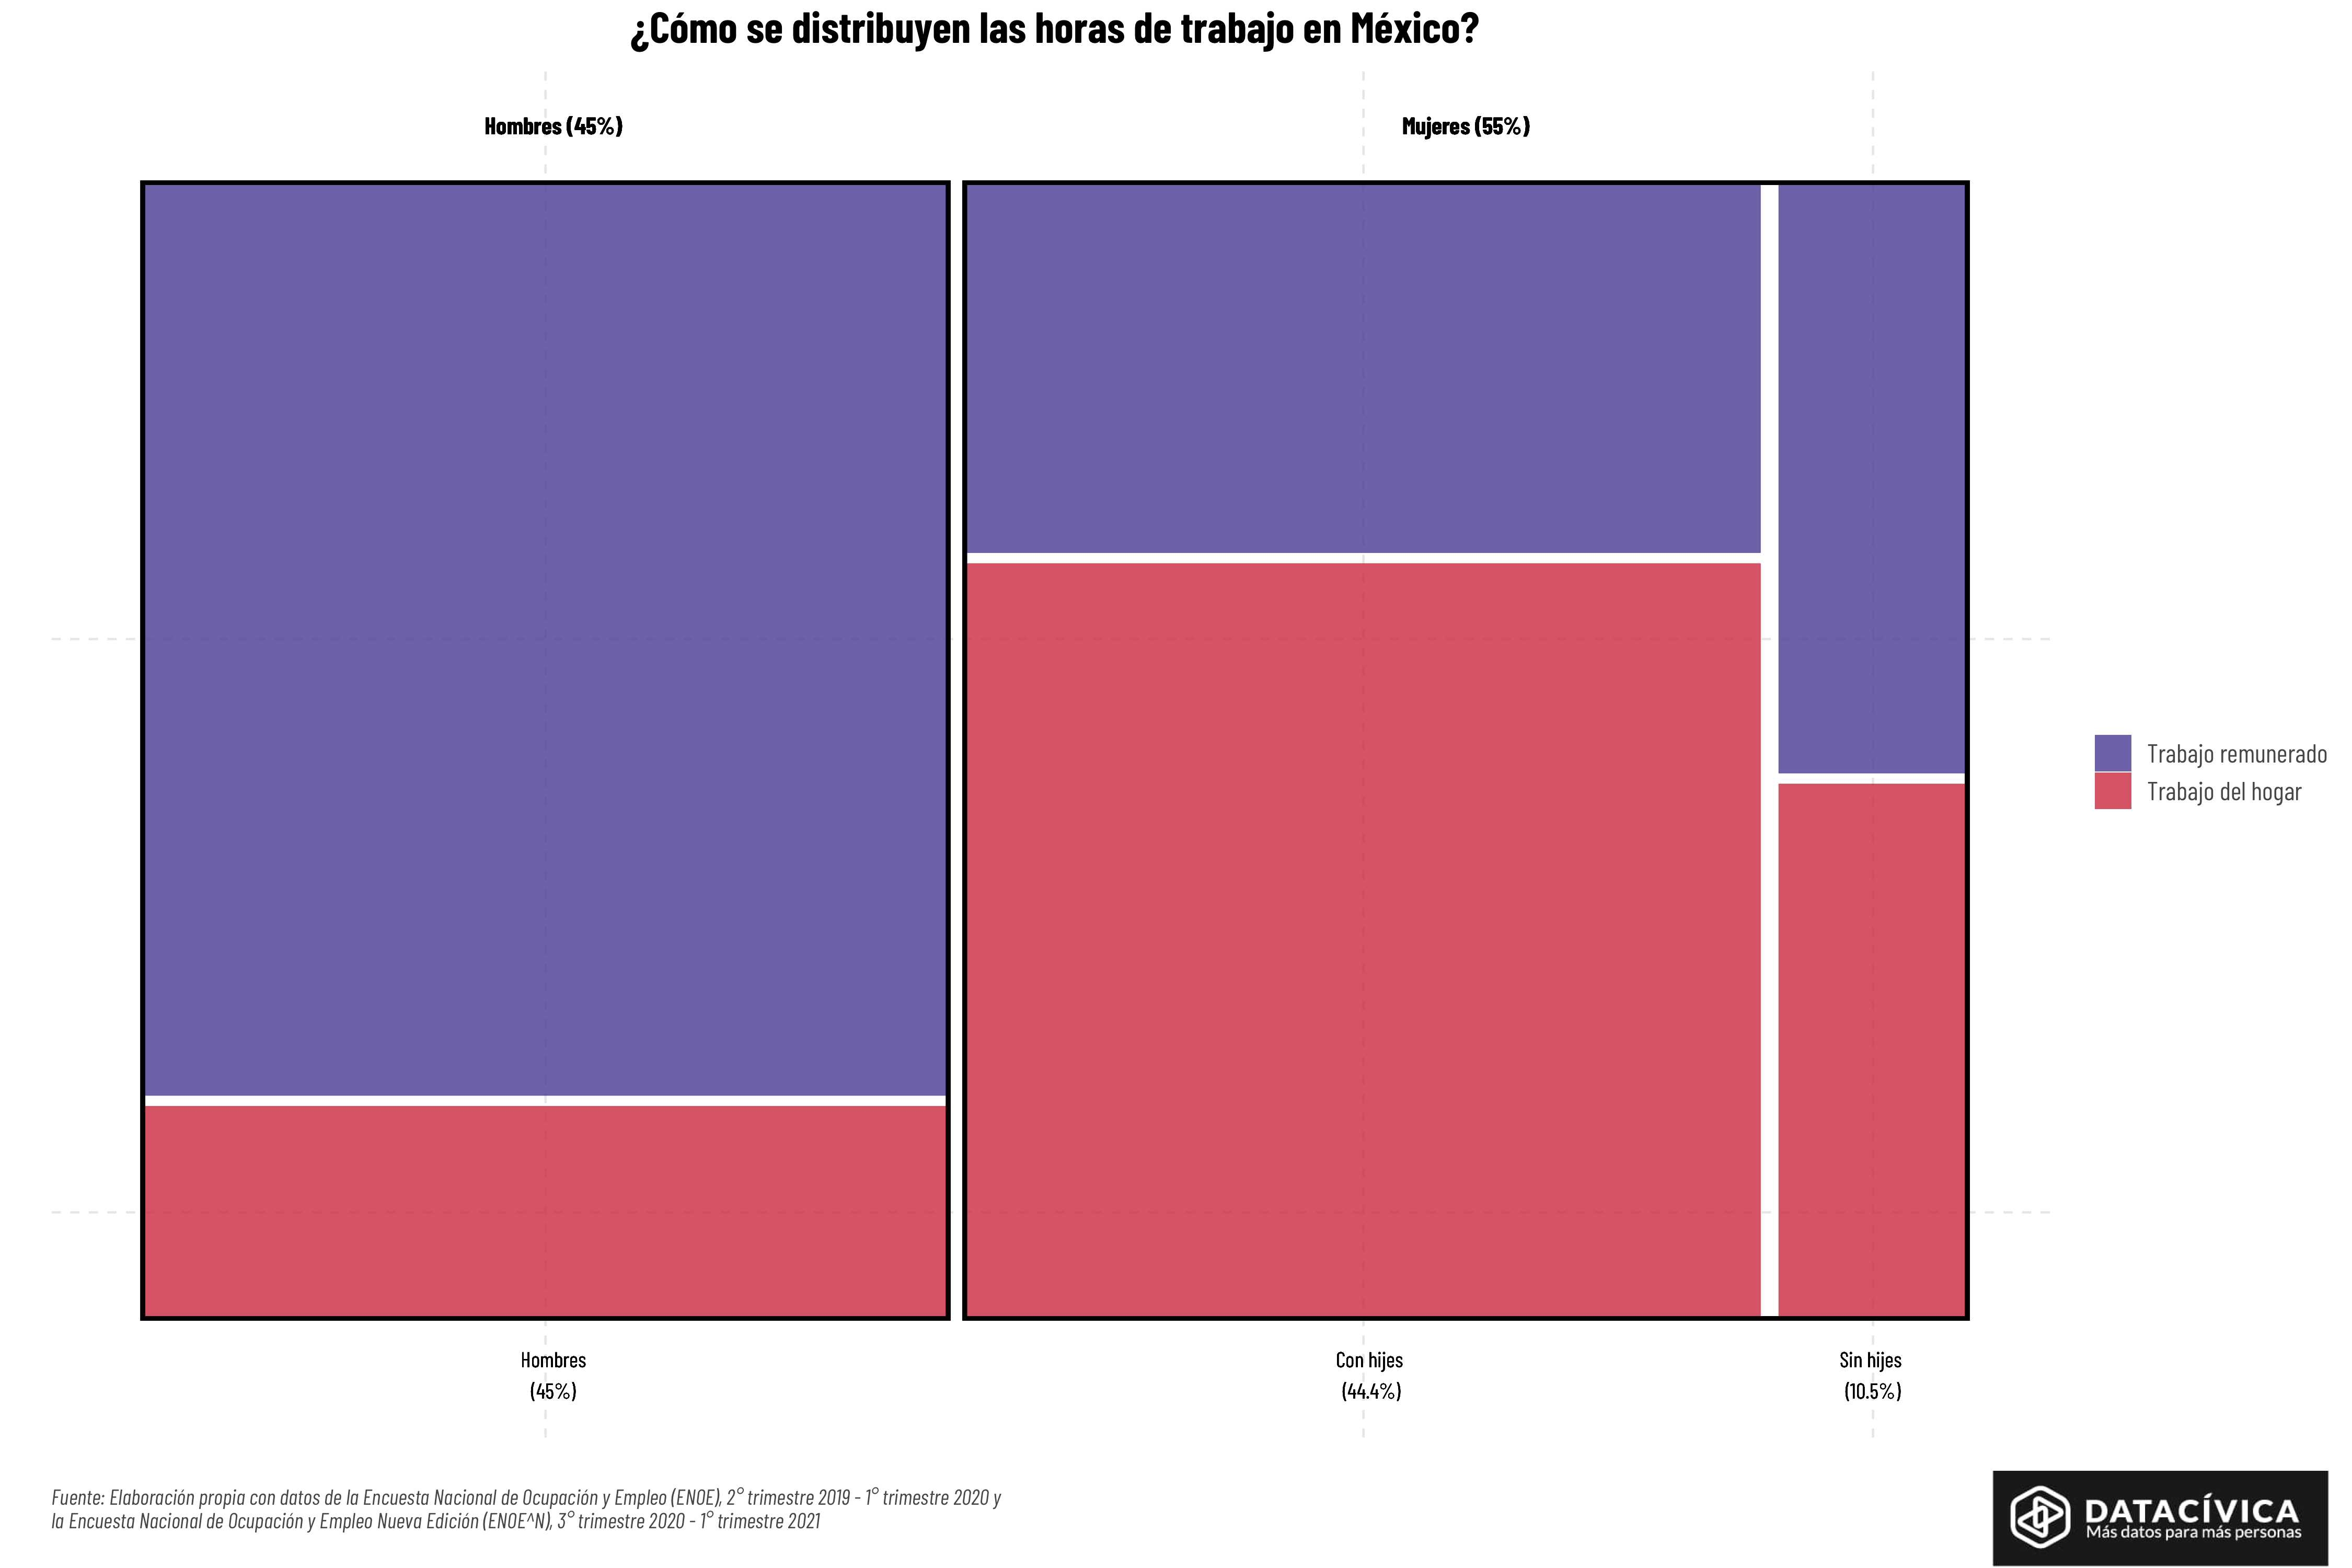 ¿Cómo se distribuyen las horas de trabajo en México?
Hombres (45%)
Mujeres (55%)
Trabajo remunerado
Trabajo del hogar
Hombres
(45%)
Con hijes
(44.4%)
Sin hijes
(10.5%)
Fuente: Elaboración propia con datos de la Encuesta Nacional de Ocupación y Empleo (ENOE), 2° trimestre 2019 - 1° trimestre 2020 y
la Encuesta Nacional de Ocupación y Empleo Nueva Edición (ENOE^N), 3° trimestre 2020 - 1° trimestre 2021
DATACÍVICA
Más datos para más personas